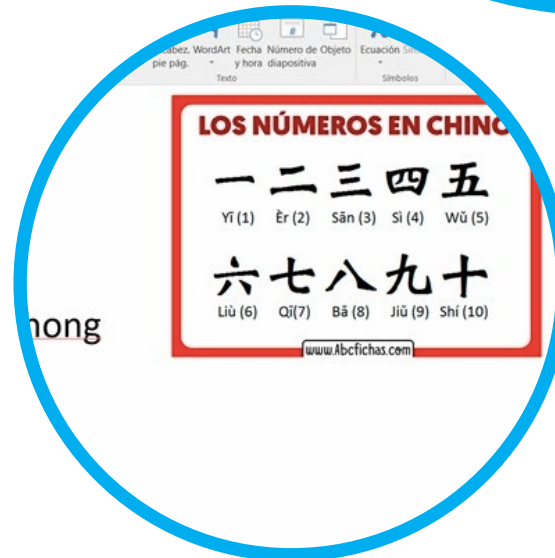 WordArt Fecha Número de Objeto Ecuación
pie pág. y hora diapositiva
Texto Símbolos
LOS NÚMEROS EN CHINO
一 二 三 四 五
Yī (1) Èr (2) Sān (3) Sì (4) Wǔ (5)
六 七 八 九 十
Liù (6) Qī(7) Bā (8) Jiǔ (9) Shí (10)
hong
www.Abcfichas.com